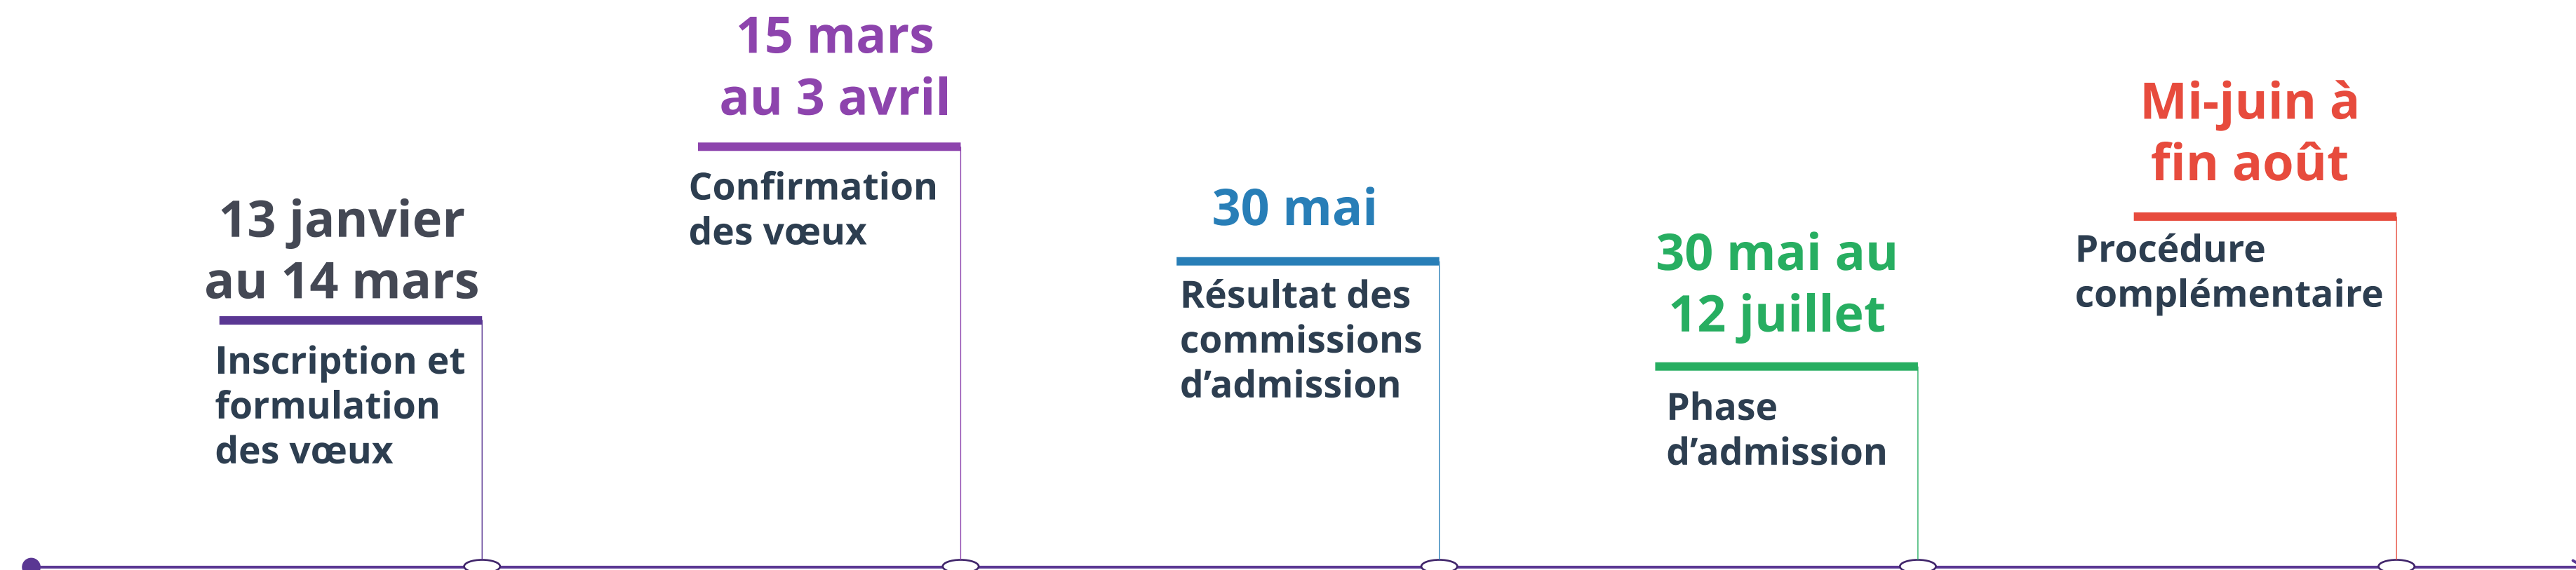 13 janvier
au 14 mars
Inscription et
formulation
des vœux
15 mars
au 3 avril
Confirmation
des vœux
30 mai
Résultat des
commissions
d’admission
30 mai au
12 juillet
Phase
d’admission
Mi-juin à
fin août
Procédure
complémentaire